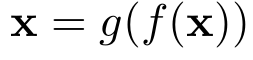 𝐱 = g(f(𝐱))